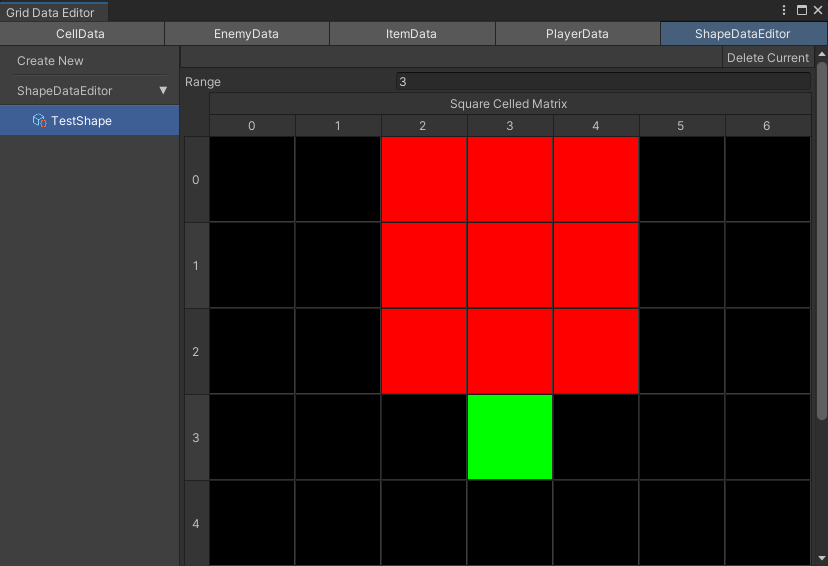 Grid Data Editor
CellData EnemyData ItemData PlayerData ShapeDataEditor
Create New
Delete Current
ShapeDataEditor
TestShape
Range 3
Square Celled Matrix
0 1 2 3 4 5 6
0
1
2
3
4